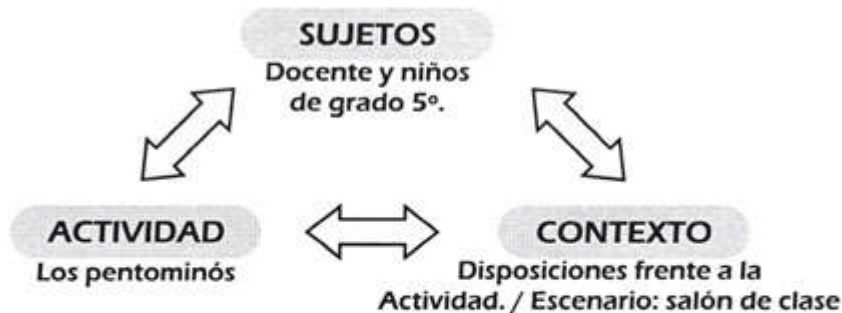 SUJETOS
Docente y niños
de grado 5º.
ACTIVIDAD
Los pentominós
CONTEXTO
Disposiciones frente a la
Actividad. / Escenario: salón de clase